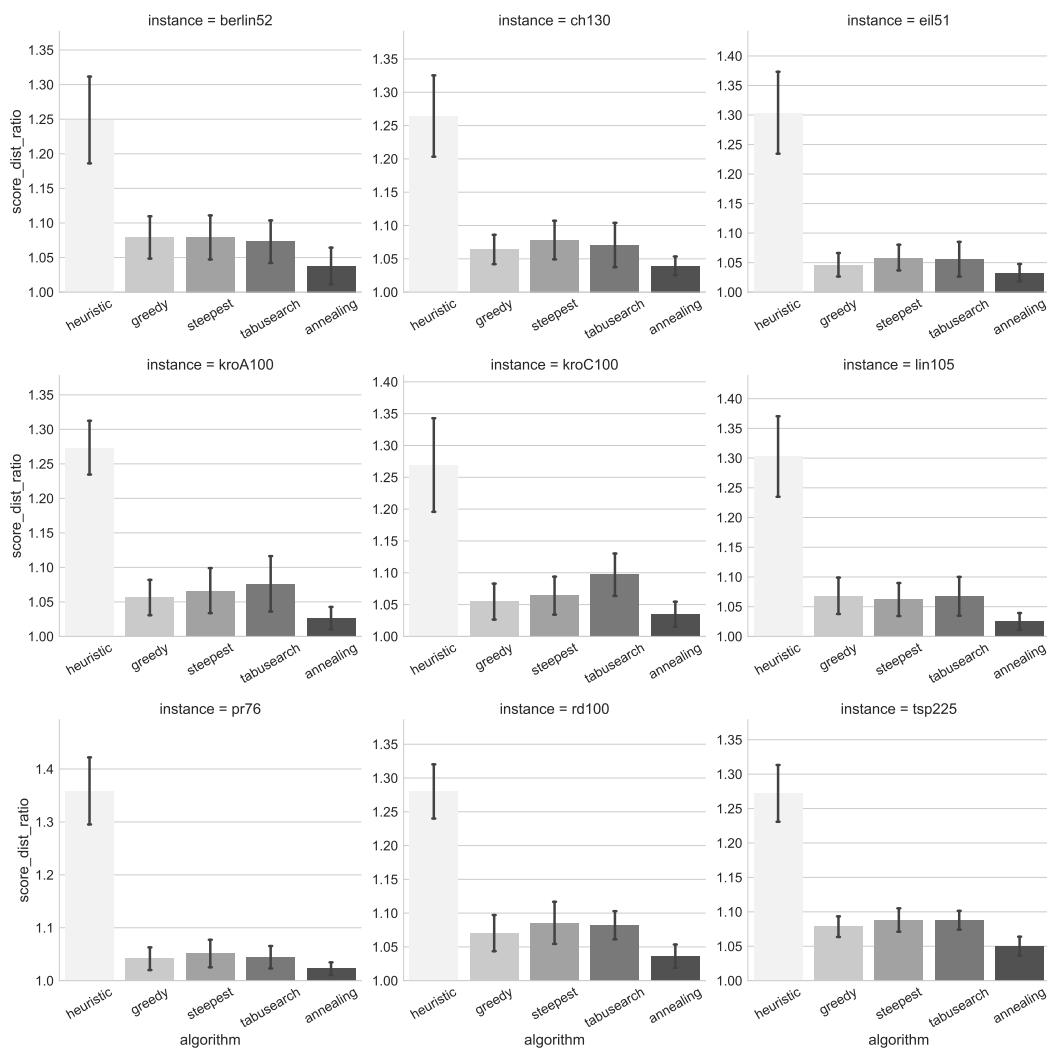 instance = berlin52
instance = ch130
instance = eil51
score_dist_ratio
1.35
1.30
1.25
1.20
1.15
1.10
1.05
1.00
heuristic
greedy
steepest
tabusearch
annealing
1.35
1.30
1.25
1.20
1.15
1.10
1.05
1.00
heuristic
greedy
steepest
tabusearch
annealing
1.40
1.35
1.30
1.25
1.20
1.15
1.10
1.05
1.00
heuristic
greedy
steepest
tabusearch
annealing
instance = kroA100
instance = kroC100
instance = lin105
score_dist_ratio
1.35
1.30
1.25
1.20
1.15
1.10
1.05
1.00
heuristic
greedy
steepest
tabusearch
annealing
1.40
1.35
1.30
1.25
1.20
1.15
1.10
1.05
1.00
heuristic
greedy
steepest
tabusearch
annealing
1.40
1.35
1.30
1.25
1.20
1.15
1.10
1.05
1.00
heuristic
greedy
steepest
tabusearch
annealing
instance = pr76
instance = rd100
instance = tsp225
score_dist_ratio
1.4
1.3
1.2
1.1
1.0
heuristic
greedy
steepest
tabusearch
annealing
algorithm
1.35
1.30
1.25
1.20
1.15
1.10
1.05
1.00
heuristic
greedy
steepest
tabusearch
annealing
algorithm
1.35
1.30
1.25
1.20
1.15
1.10
1.05
1.00
heuristic
greedy
steepest
tabusearch
annealing
algorithm